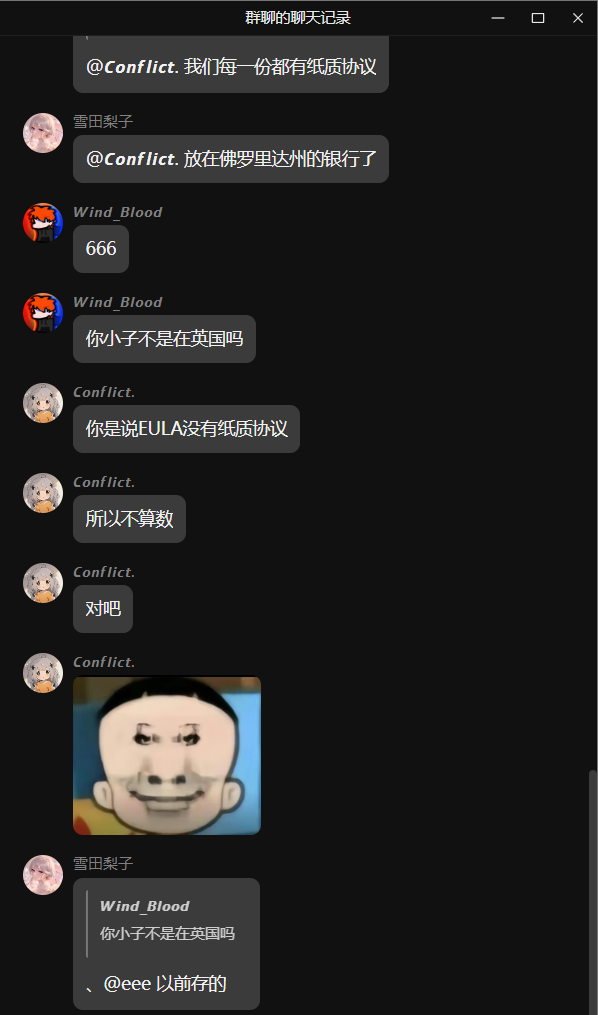 群聊的聊天记录
@Conflict. 我们每一份都有纸质协议
雪田梨子
@Conflict. 放在佛罗里达州的银行了
Wind_Blood
666
Wind_Blood
你小子不是在英国吗
Conflict.
你是说EULA没有纸质协议
Conflict.
所以不算数
Conflict.
对吧
Conflict.
雪田梨子
Wind_Blood
你小子不是在英国吗
、@eee 以前存的